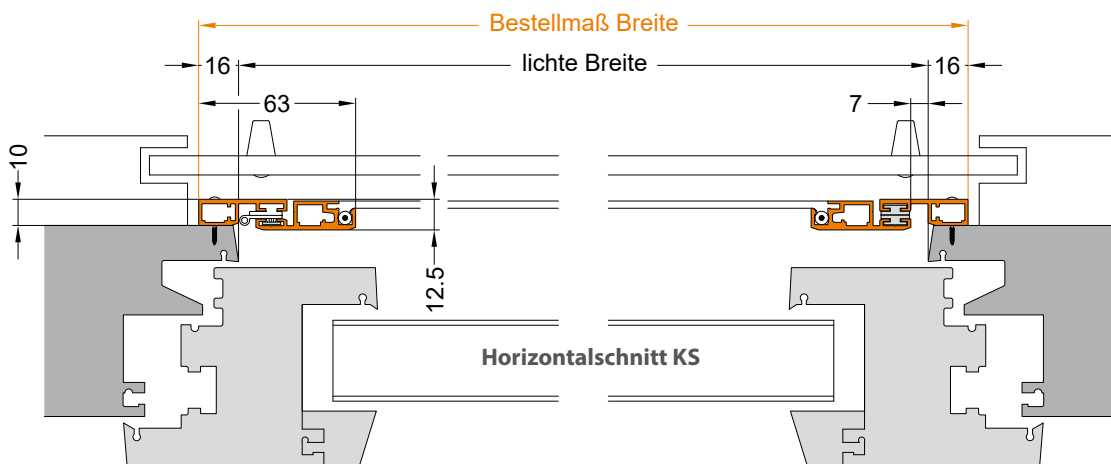 Bestellmaß Breite
16
lichte Breite
16
63
7
10
12.5
Horizontalschnitt KS